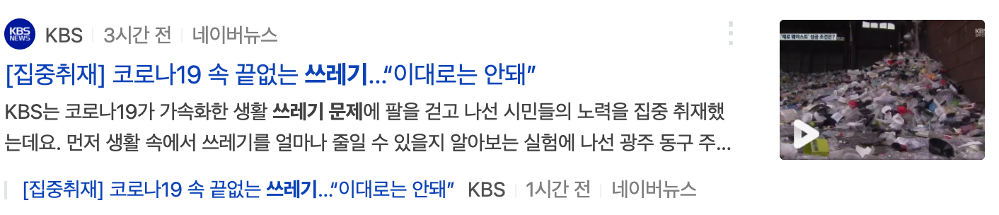 KBS NEWS
KBS 3시간 전 네이버뉴스
[집중취재] 코로나19 속 끝없는 쓰레기…“이대로는 안돼”
KBS는 코로나19가 가속화한 생활 쓰레기 문제에 팔을 걷고 나선 시민들의 노력을 집중 취재했
는데요. 먼저 생활 속에서 쓰레기를 얼마나 줄일 수 있을지 알아보는 실험에 나선 광주 동구 주...
'제로 웨이스트' 성공 조건은?
KBS
[집중취재] 코로나19 속 끝없는 쓰레기…“이대로는 안돼” KBS 1시간 전 네이버뉴스